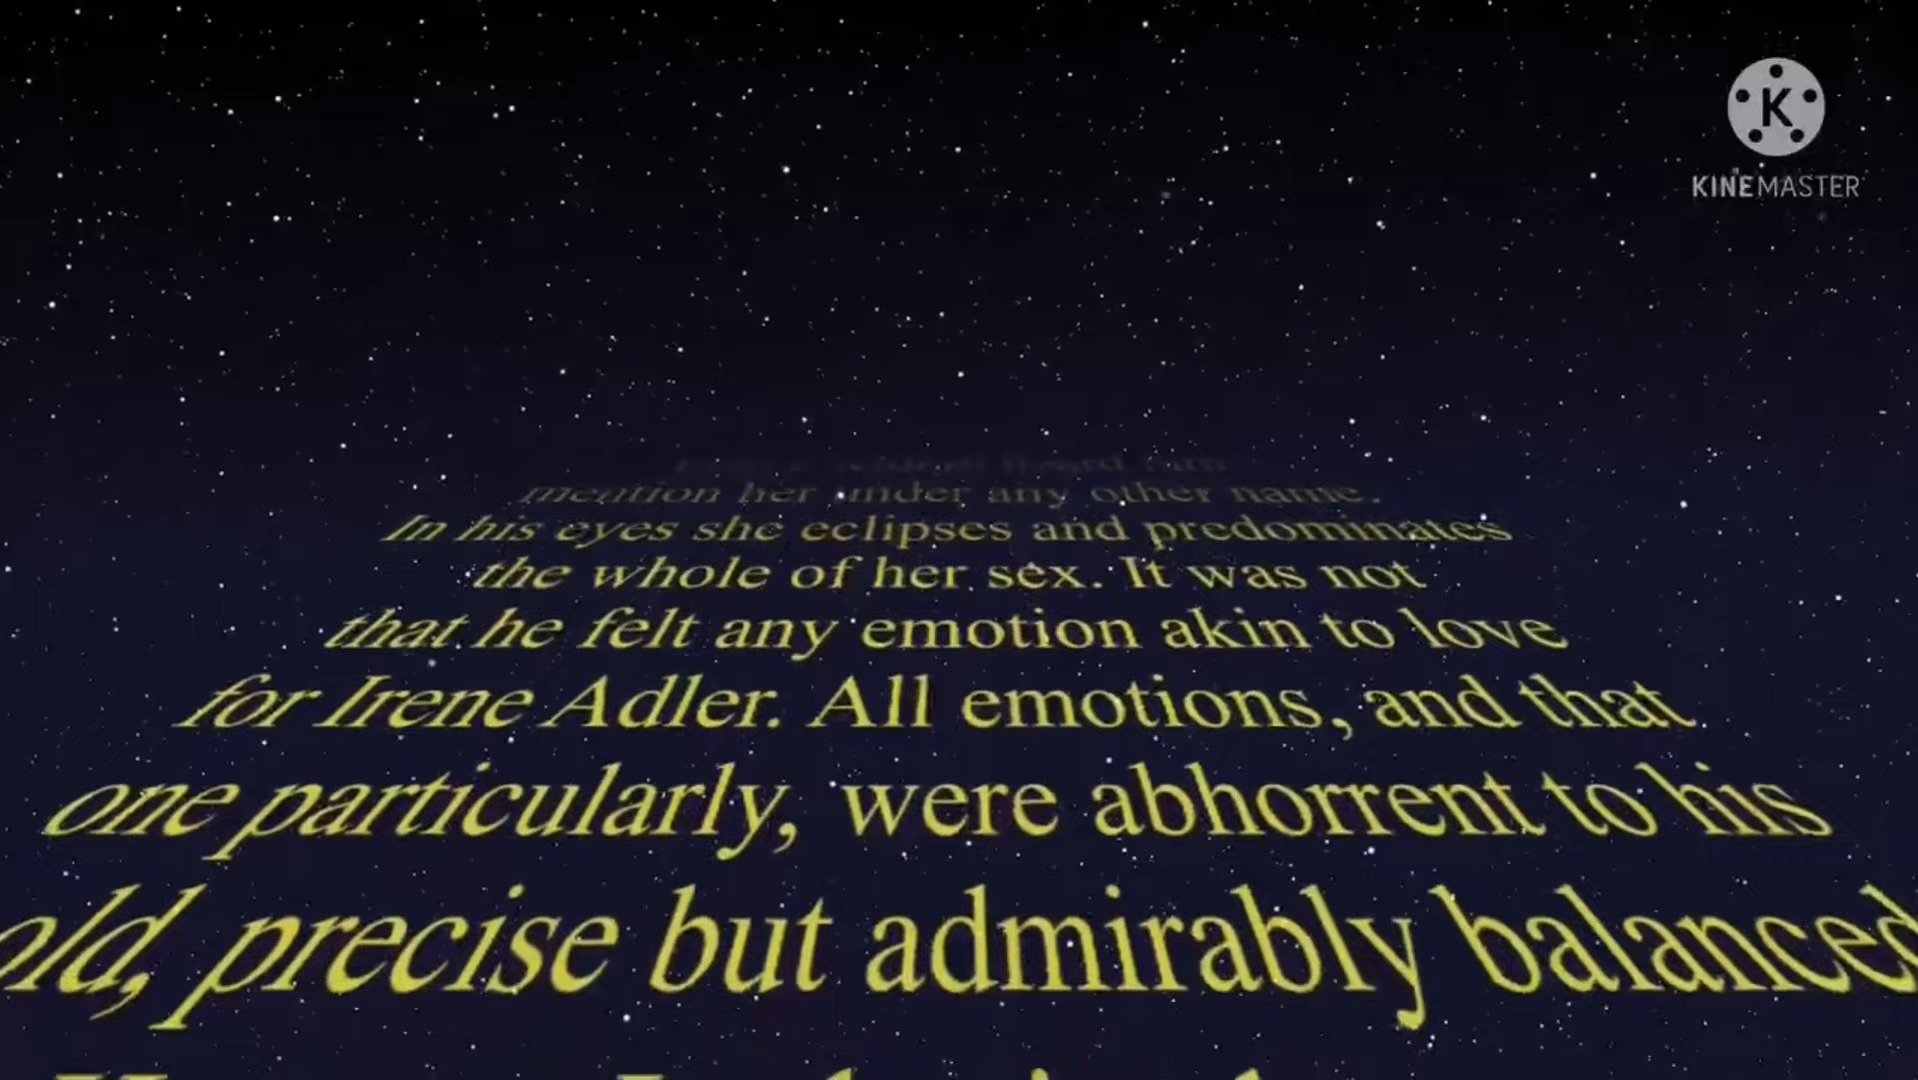 KINEMASTER
mention her under any other name.
In his eyes she eclipses and predominates
the whole of her sex. It was not
that he felt any emotion akin to love
for Irene Adler. All emotions, and that
one particularly, were abhorrent to his
old, precise but admirably balanced